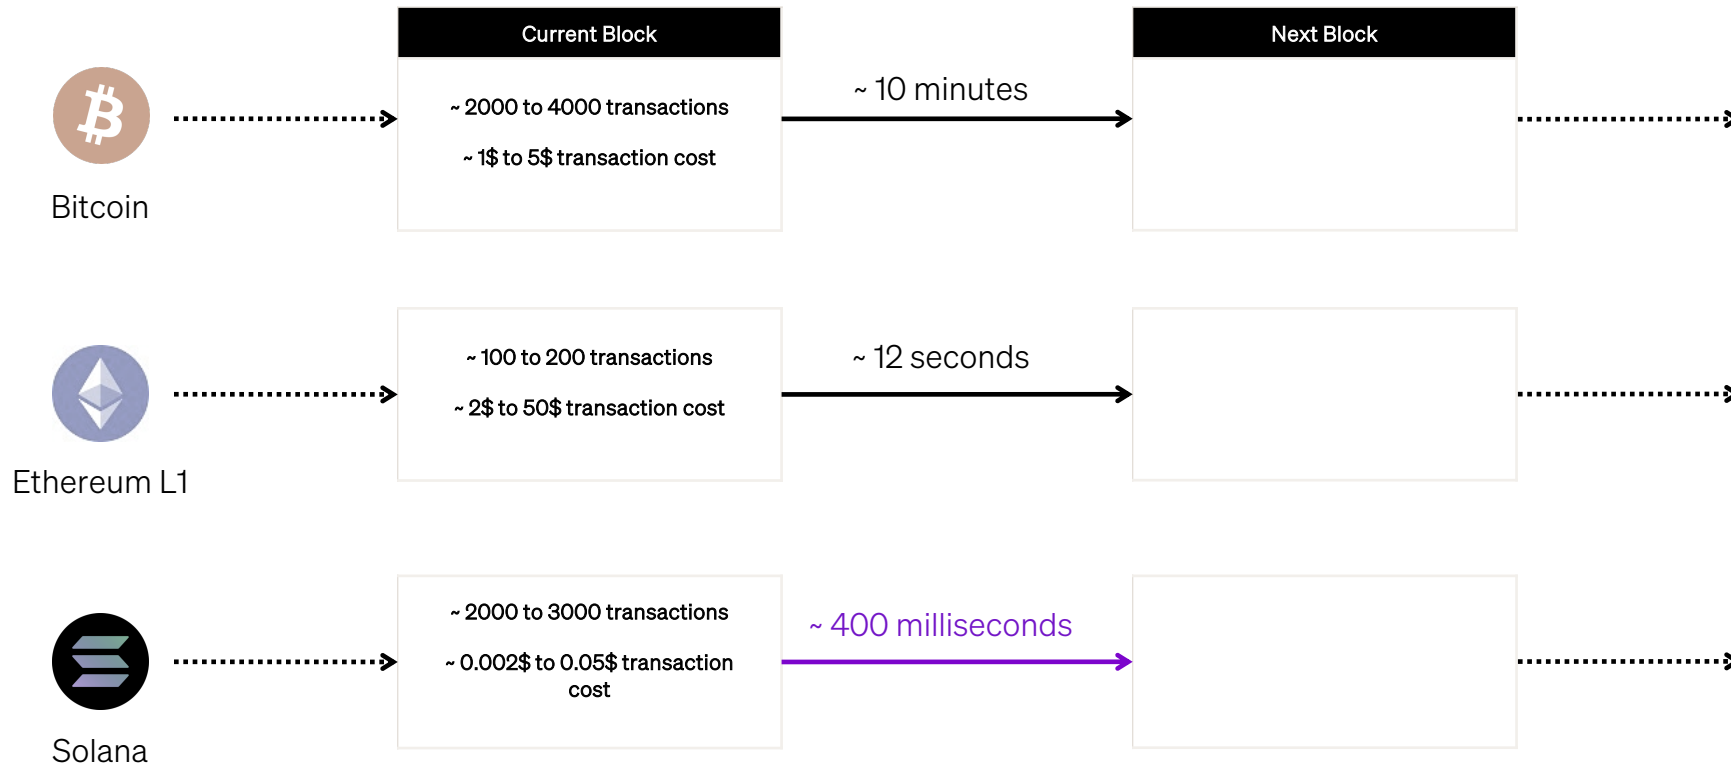 Current Block
Next Block
~ 2000 to 4000 transactions
~ 1$ to 5$ transaction cost
~ 10 minutes
Bitcoin
~ 100 to 200 transactions
~ 2$ to 50$ transaction cost
~ 12 seconds
Ethereum L1
~ 2000 to 3000 transactions
~ 0.002$ to 0.05$ transaction
cost
~ 400 milliseconds
Solana